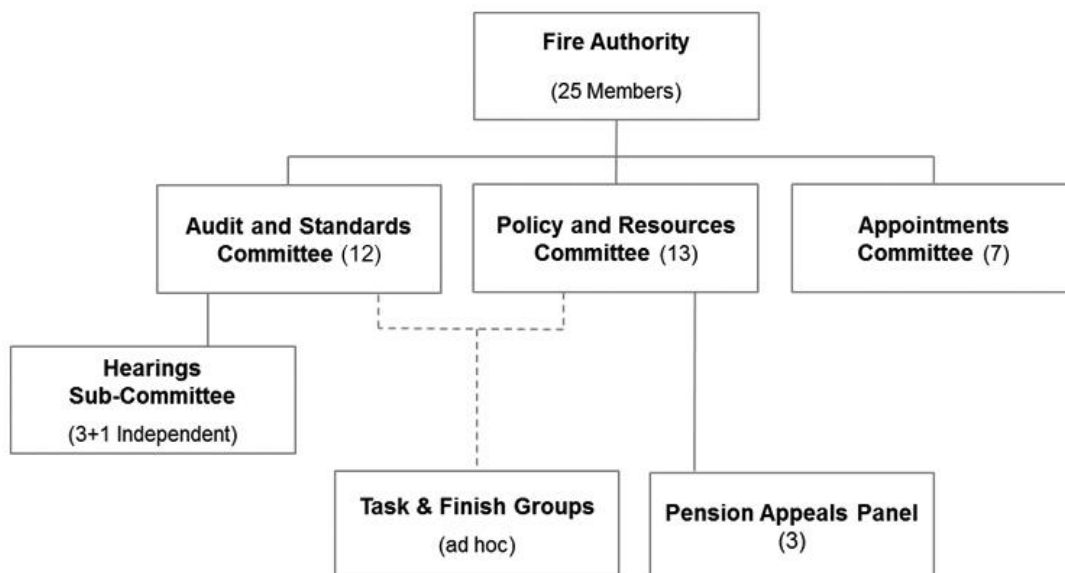 Fire Authority
(25 Members)
Audit and Standards
Committee (12)
Policy and Resources
Committee (13)
Appointments
Committee (7)
Hearings
Sub-Committee
(3+1 Independent)
Task & Finish Groups
(ad hoc)
Pension Appeals Panel
(3)